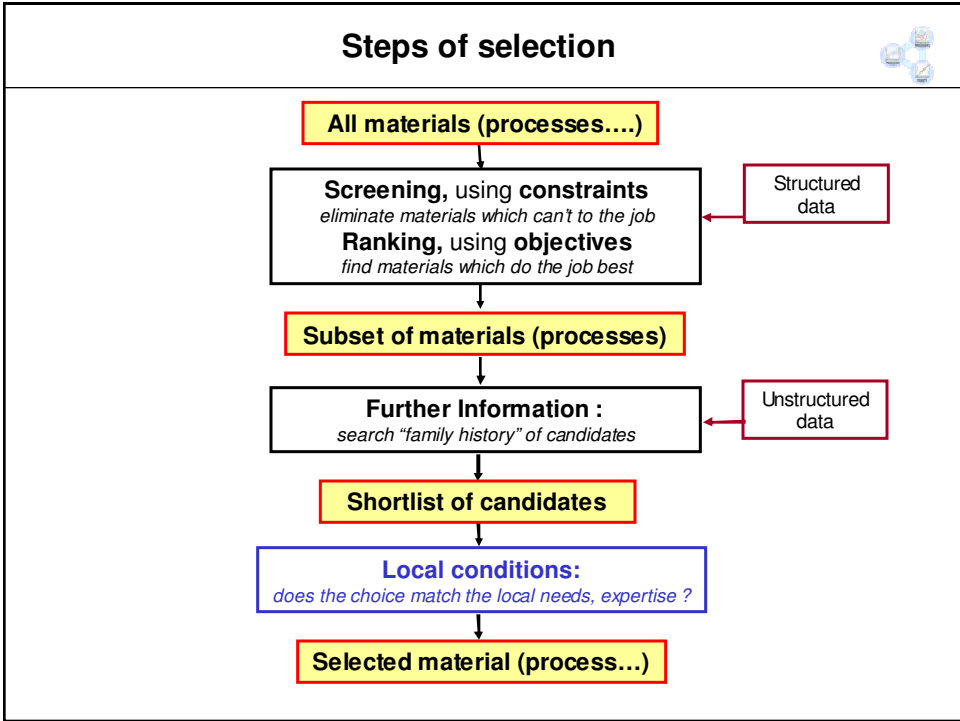 Steps of selection
All materials (processes….)
Screening, using constraints
eliminate materials which can't to the job
Ranking, using objectives
find materials which do the job best
Structured
data
Subset of materials (processes)
Further Information :
search “family history” of candidates
Unstructured
data
Shortlist of candidates
Local conditions:
does the choice match the local needs, expertise ?
Selected material (process…)